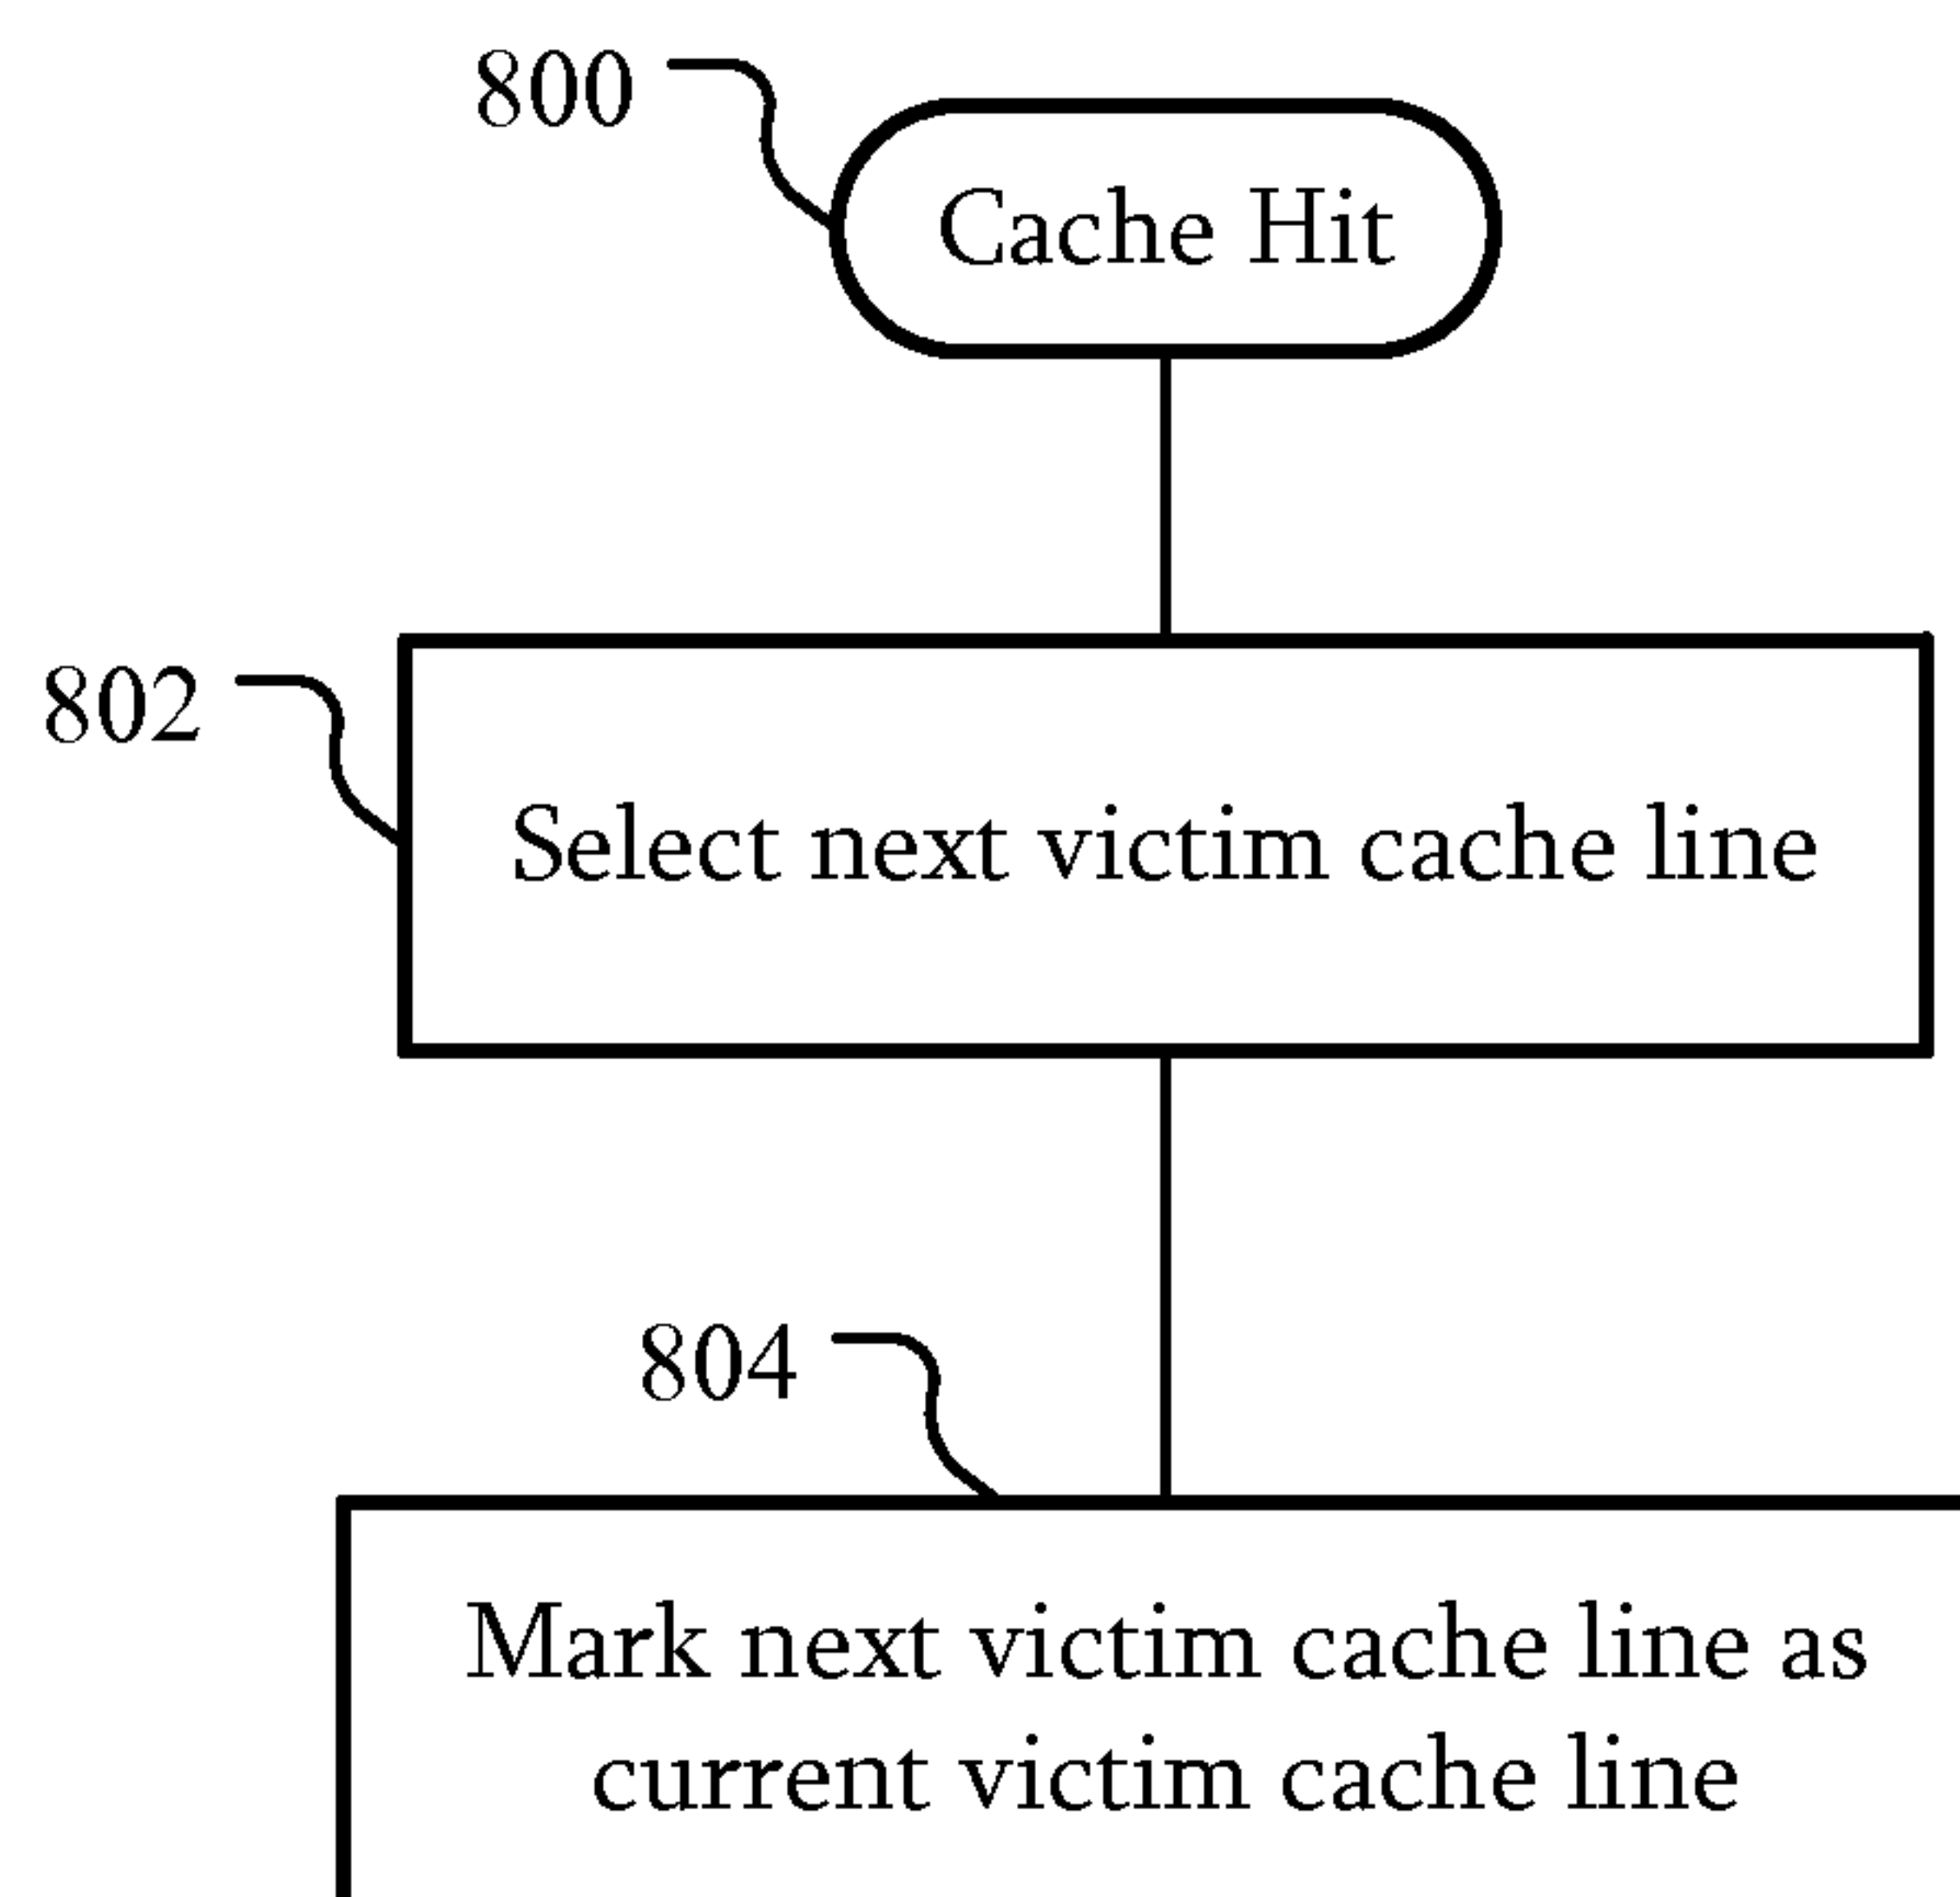 800
Cache Hit
802
Select next victim cache line
804
Mark next victim cache line as
current victim cache line